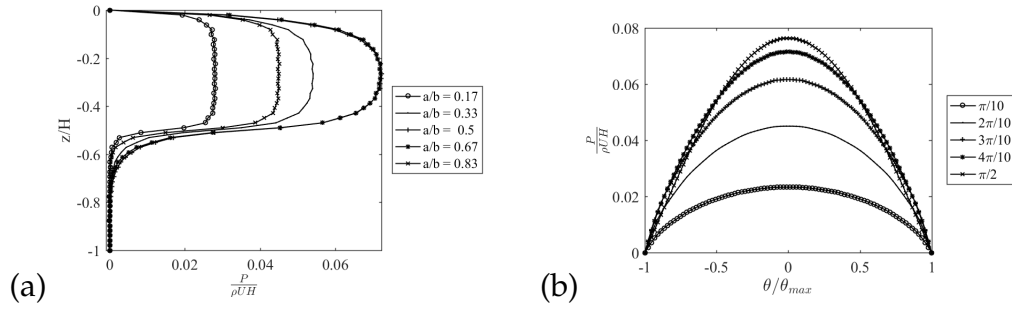 0
-0.2
-0.4
-0.6
-0.8
-1
z/H
0 0.02 0.04 0.06
P
ρUH
a/b = 0.17
a/b = 0.33
a/b = 0.5
a/b = 0.67
a/b = 0.83
(a)
0.08
0.06
0.04
0.02
0
P
ρUH
-1 -0.5 0 0.5 1
θ/θmax
π/10
2π/10
3π/10
4π/10
π/2
(b)